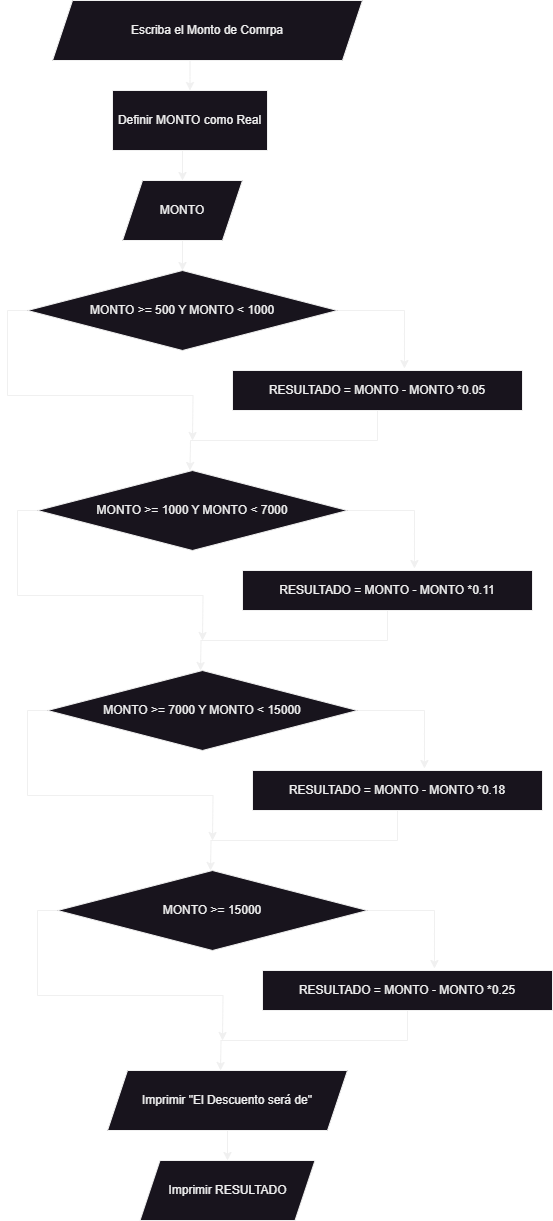 Escriba el Monto de Comrpa
Definir MONTO como Real
MONTO
MONTO >= 500 Y MONTO < 1000
RESULTADO = MONTO - MONTO *0.05
MONTO >= 1000 Y MONTO < 7000
RESULTADO = MONTO - MONTO *0.11
MONTO >= 7000 Y MONTO < 15000
RESULTADO = MONTO - MONTO *0.18
MONTO >= 15000
RESULTADO = MONTO - MONTO *0.25
Imprimir "El Descuento será de"
Imprimir RESULTADO